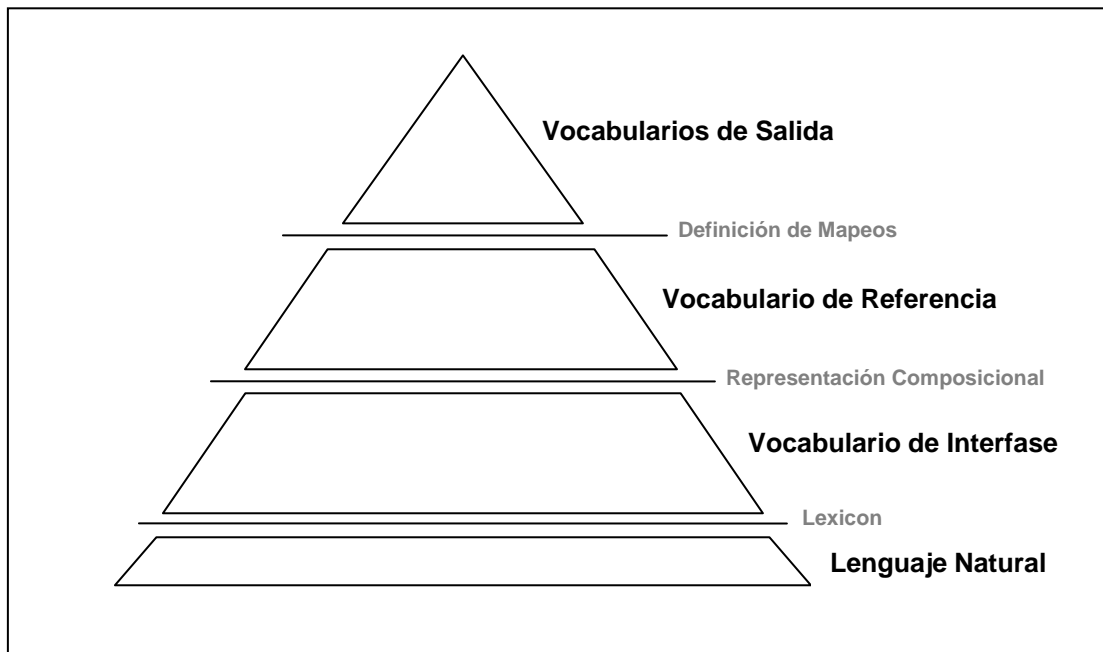 Vocabularios de Salida
Definición de Mapeos
Vocabulario de Referencia
Representación Composicional
Vocabulario de Interfase
Lexicon
Lenguaje Natural